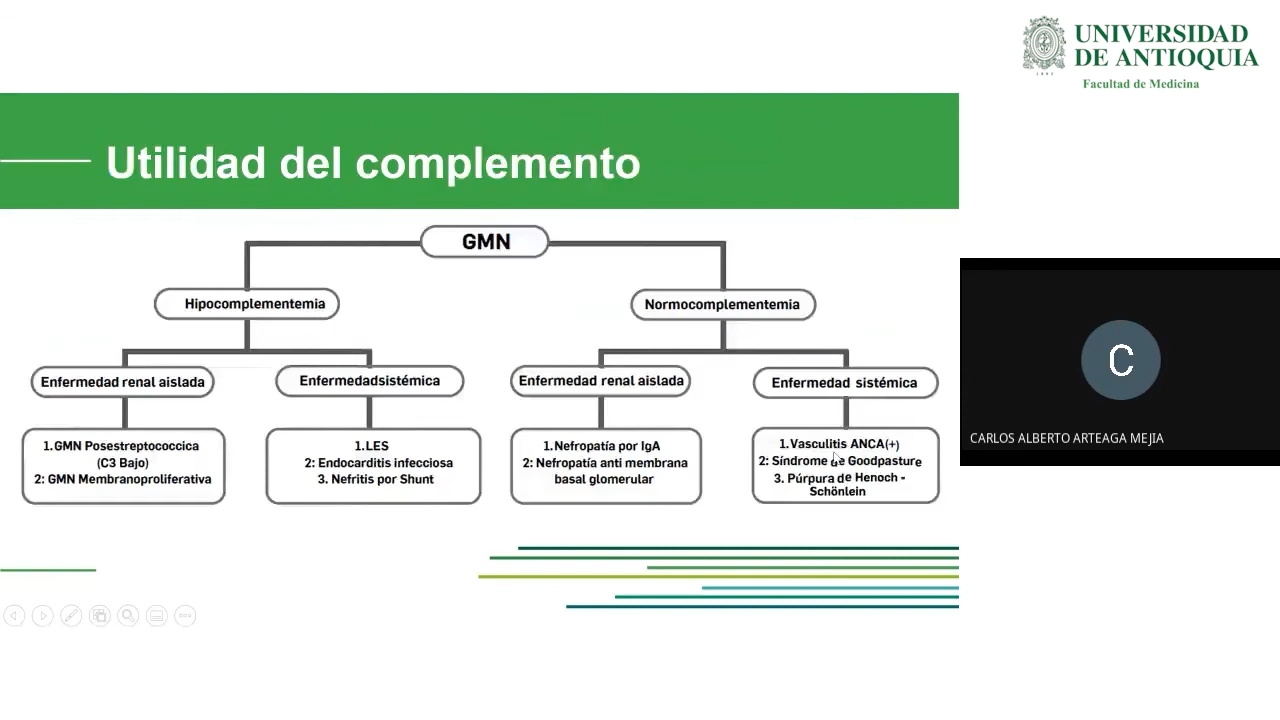 UNIVERSIDAD
DE ANTIOQUIA
1803
Facultad de Medicina
Utilidad del complemento
GMN
Hipocomplementemia
Normocomplementemia
Enfermedad renal aislada
Enfermedadsistémica
Enfermedad renal aislada
Enfermedad sistémica
1.GMN Posestreptococcica
(C3 Bajo)
2: GMN Membranoproliferativa
1.LES
2: Endocarditis infecciosa
3. Nefritis por Shunt
1.Nefropatía por IgA
2: Nefropatía anti membrana
basal glomerular
1.Vasculitis ANCA(+)
2: Síndrome de Goodpasture
3. Púrpura de Henoch -
Schönlein
C
CARLOS ALBERTO ARTEAGA MEJIA